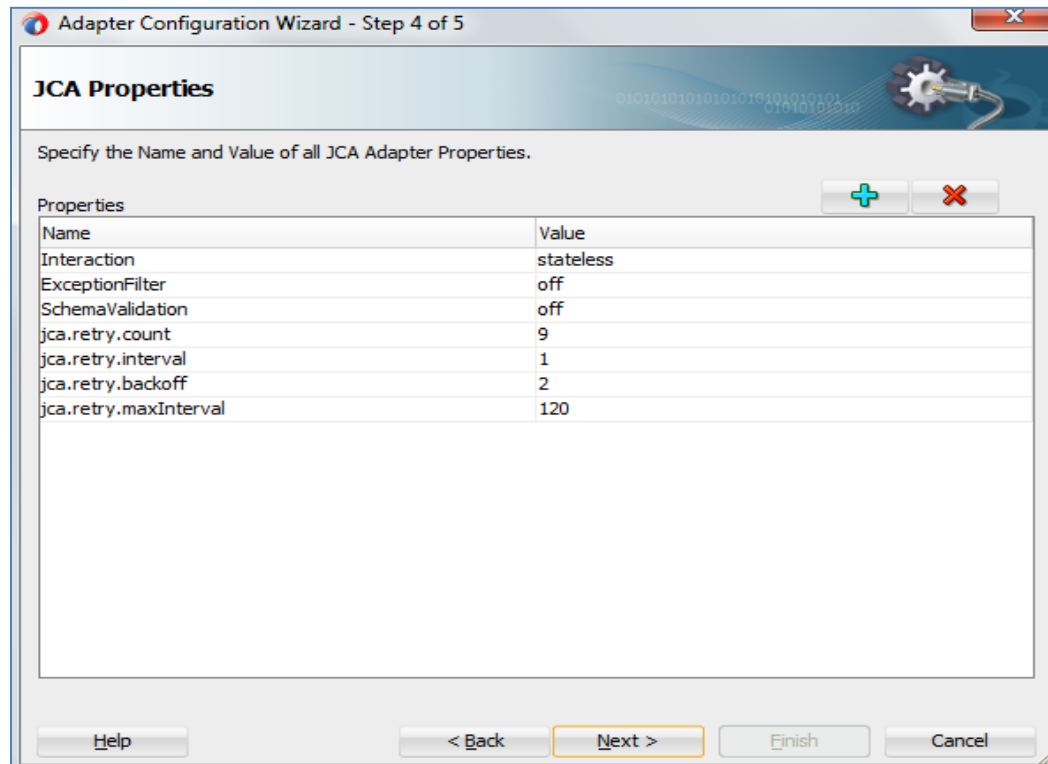 Adapter Configuration Wizard - Step 4 of 5
JCA Properties
Specify the Name and Value of all JCA Adapter Properties.
Properties
Name Value
Interaction stateless
ExceptionFilter off
SchemaValidation off
jca.retry.count 9
jca.retry.interval 1
jca.retry.backoff 2
jca.retry.maxInterval 120
Help < Back Next > Finish Cancel